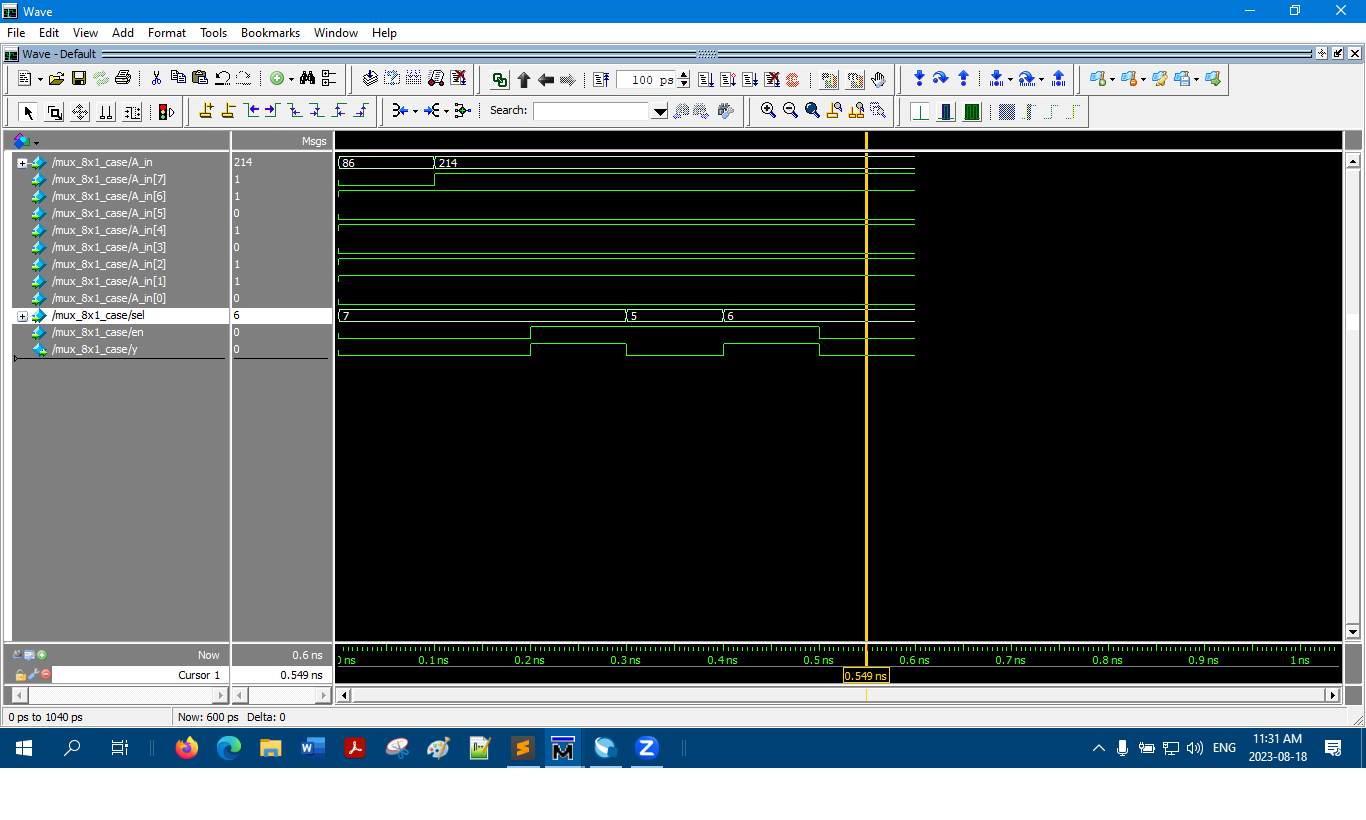 Wave
File Edit View Add Format Tools Bookmarks Window Help
Wave - Default
100 ps
Search:
Msgs
/mux_8x1_case/A_in 214 86 214
/mux_8x1_case/A_in[7] 1
/mux_8x1_case/A_in[6] 1
/mux_8x1_case/A_in[5] 0
/mux_8x1_case/A_in[4] 1
/mux_8x1_case/A_in[3] 0
/mux_8x1_case/A_in[2] 1
/mux_8x1_case/A_in[1] 1
/mux_8x1_case/A_in[0] 0
/mux_8x1_case/sel 6 7 5 6
/mux_8x1_case/en 0
/mux_8x1_case/y 0
Now 0.6 ns ns 0.1 ns 0.2 ns 0.3 ns 0.4 ns 0.5 ns 0.6 ns 0.7 ns 0.8 ns 0.9 ns 1 ns
Cursor 1 0.549 ns 0.549 ns
0 ps to 1040 ps Now: 600 ps Delta: 0
ENG 11:31 AM
2023-08-18